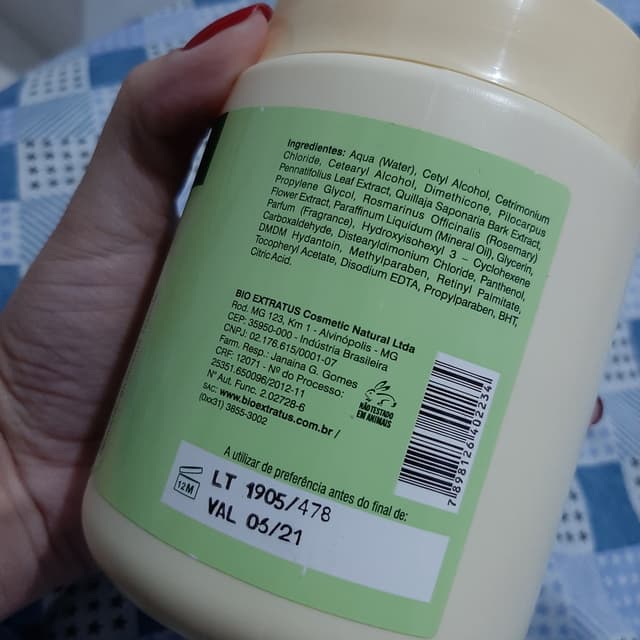 Ingredientes: Aqua (Water), Cetyl Alcohol, Cetrimonium
Chloride, Cetearyl Alcohol, Dimethicone, Pilocarpus
Pennatifolius Leaf Extract, Quillaja Saponaria Bark Extract,
Propylene Glycol, Rosmarinus Officinalis (Rosemary)
Flower Extract, Paraffinum Liquidum (Mineral Oil), Glycerin,
Parfum (Fragrance), Hydroxyisohexyl 3 – Cyclohexene
Carboxaldehyde, Distearyldimonium Chloride, Panthenol,
DMDM Hydantoin, Methylparaben, Retinyl Palmitate,
Tocopheryl Acetate, Disodium EDTA, Propylparaben, BHT,
Citric Acid.
BIO EXTRATUS Cosmetic Natural Ltda
Rod. MG 123, Km 1 - Alvinópolis - MG
CEP: 35950-000 - Indústria Brasileira
CNPJ: 02.176.615/0001-07
Farm. Resp.: Janaína G. Gomes
CRF: 12071 - Nº do Processo:
25351.650096/2012-11
Nº Aut. Func. 2.02728-6
SAC: www.bioextratus.com.br /
(0xx31) 3855-3002
NÃO TESTADO
EM ANIMAIS
7 898126 405234
A utilizar de preferência antes do final de:
12M
LT 1905/478
VAL 06/21